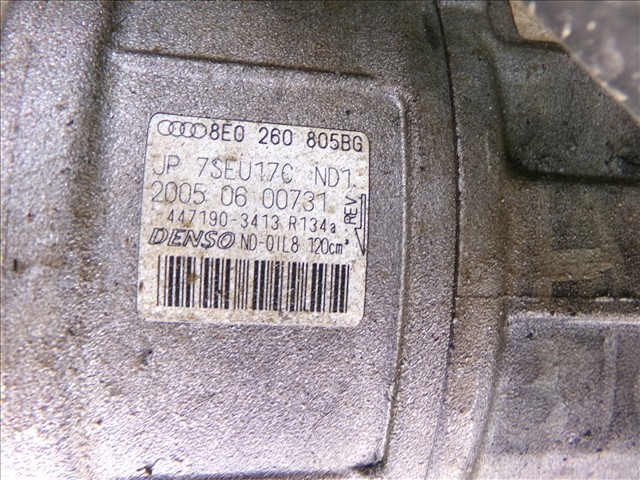 8E0 260 805BG
JP 7SEU17C ND1
2005 06 00731
447190-3413 R134a
REV
DENSO ND-OIL8 120cm³